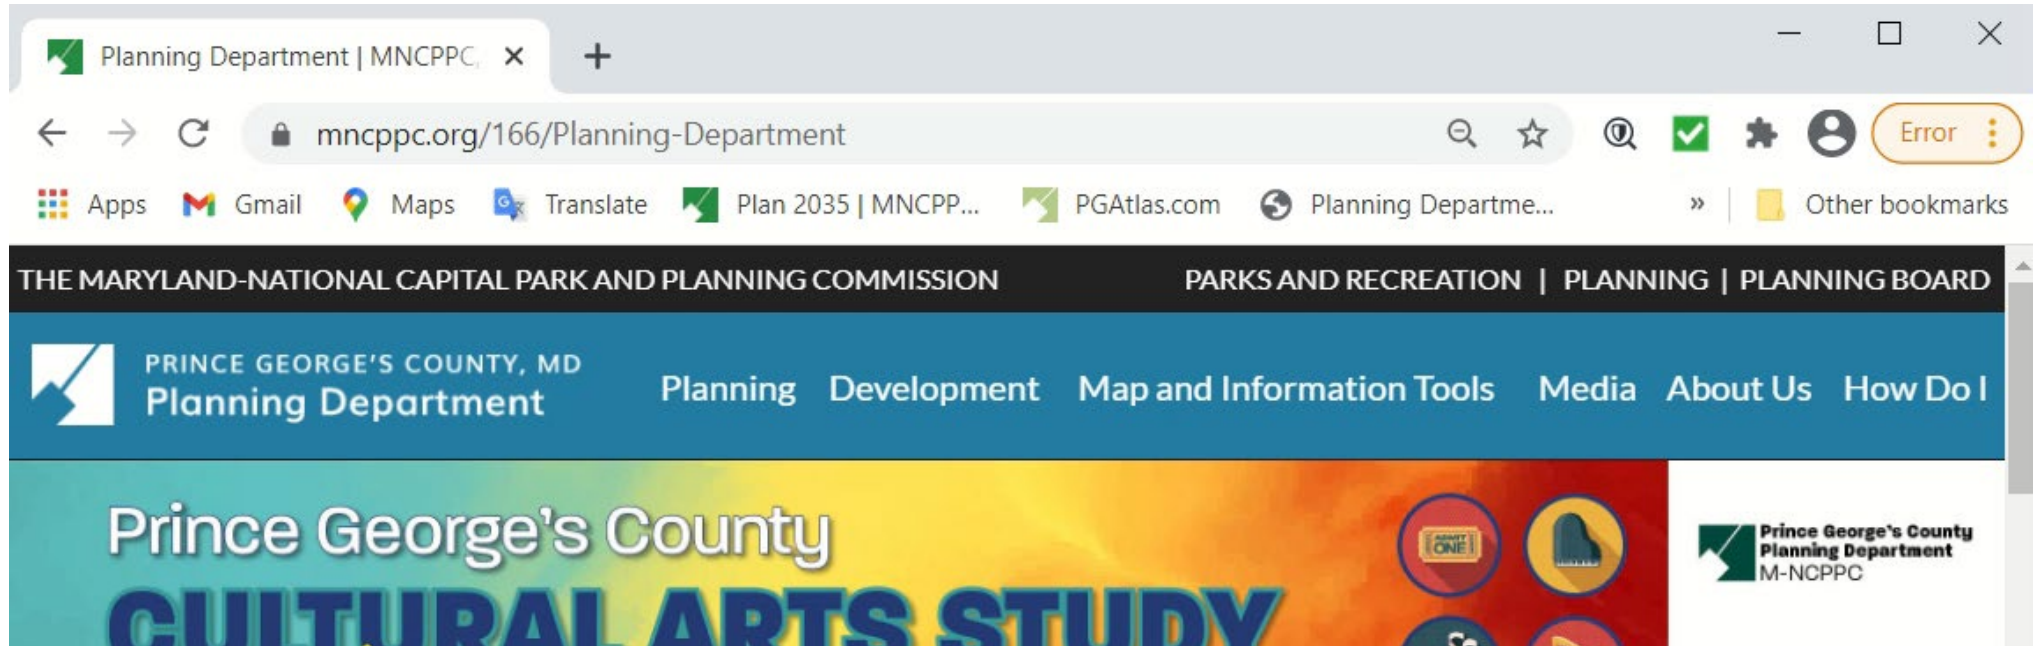 Planning Department | MNCPPC,
mncppc.org/166/Planning-Department
Error
Apps Gmail Maps Translate Plan 2035 | MNCPP... PGAtlas.com Planning Departme... » Other bookmarks
THE MARYLAND-NATIONAL CAPITAL PARK AND PLANNING COMMISSION PARKS AND RECREATION | PLANNING | PLANNING BOARD
PRINCE GEORGE'S COUNTY, MD
Planning Department
Planning Development Map and Information Tools Media About Us How Do I
Prince George's County
CULTURAL ARTS STUDY
ADMIT
ONE
Prince George's County
Planning Department
M-NCPPC